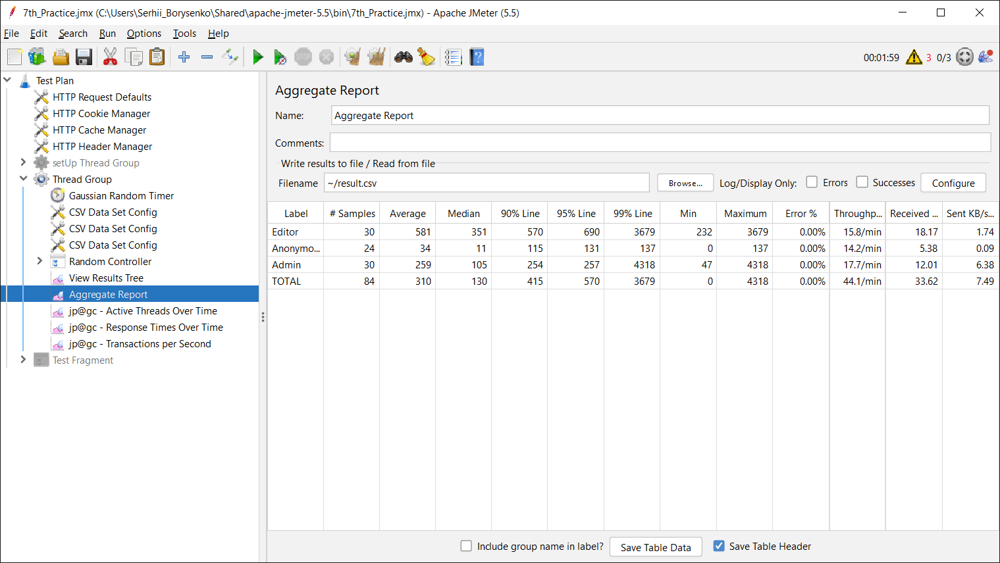 7th_Practice.jmx (C:\Users\Serhii_Borysenko\Shared\apache-jmeter-5.5\bin\7th_Practice.jmx) - Apache JMeter (5.5)
File Edit Search Run Options Tools Help
STOP 00:01:59 3 0/3
Test Plan
HTTP Request Defaults
HTTP Cookie Manager
HTTP Cache Manager
HTTP Header Manager
setUp Thread Group
Thread Group
Gaussian Random Timer
CSV Data Set Config
CSV Data Set Config
CSV Data Set Config
Random Controller
View Results Tree
Aggregate Report
jp@gc - Active Threads Over Time
jp@gc - Response Times Over Time
jp@gc - Transactions per Second
Test Fragment
Aggregate Report
Name: Aggregate Report
Comments:
Write results to file / Read from file
Filename ~/result.csv Browse... Log/Display Only: Errors Successes Configure
Label # Samples Average Median 90% Line 95% Line 99% Line Min Maximum Error % Throughp... Received ... Sent KB/s...
Editor 30 581 351 570 690 3679 232 3679 0.00% 15.8/min 18.17 1.74
Anonymo... 24 34 11 115 131 137 0 137 0.00% 14.2/min 5.38 0.09
Admin 30 259 105 254 257 4318 47 4318 0.00% 17.7/min 12.01 6.38
TOTAL 84 310 130 415 570 3679 0 4318 0.00% 44.1/min 33.62 7.49
Include group name in label? Save Table Data Save Table Header